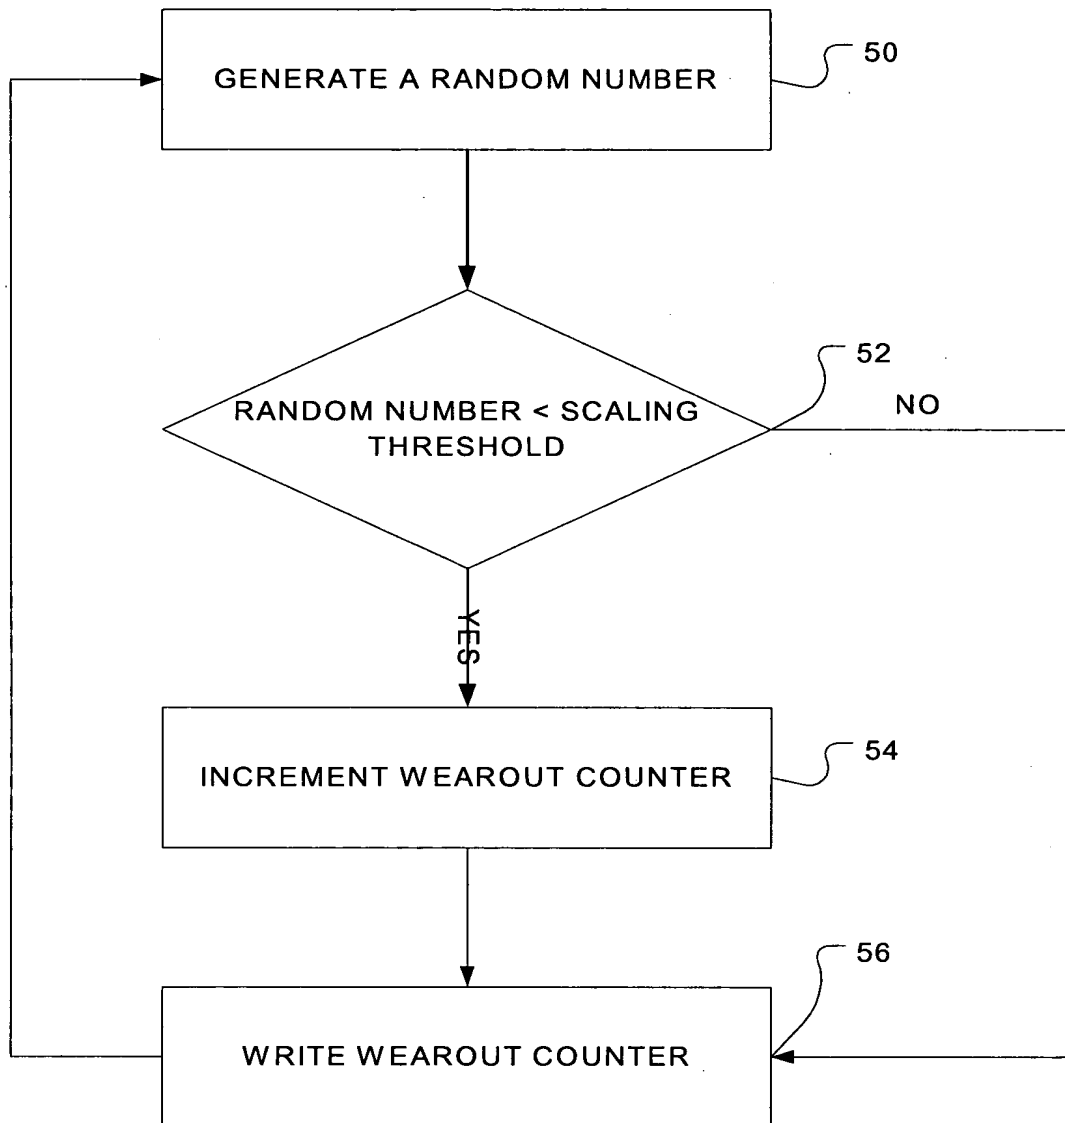 GENERATE A RANDOM NUMBER
50
RANDOM NUMBER < SCALING
THRESHOLD
52
NO
YES
INCREMENT WEAROUT COUNTER
54
WRITE WEAROUT COUNTER
56